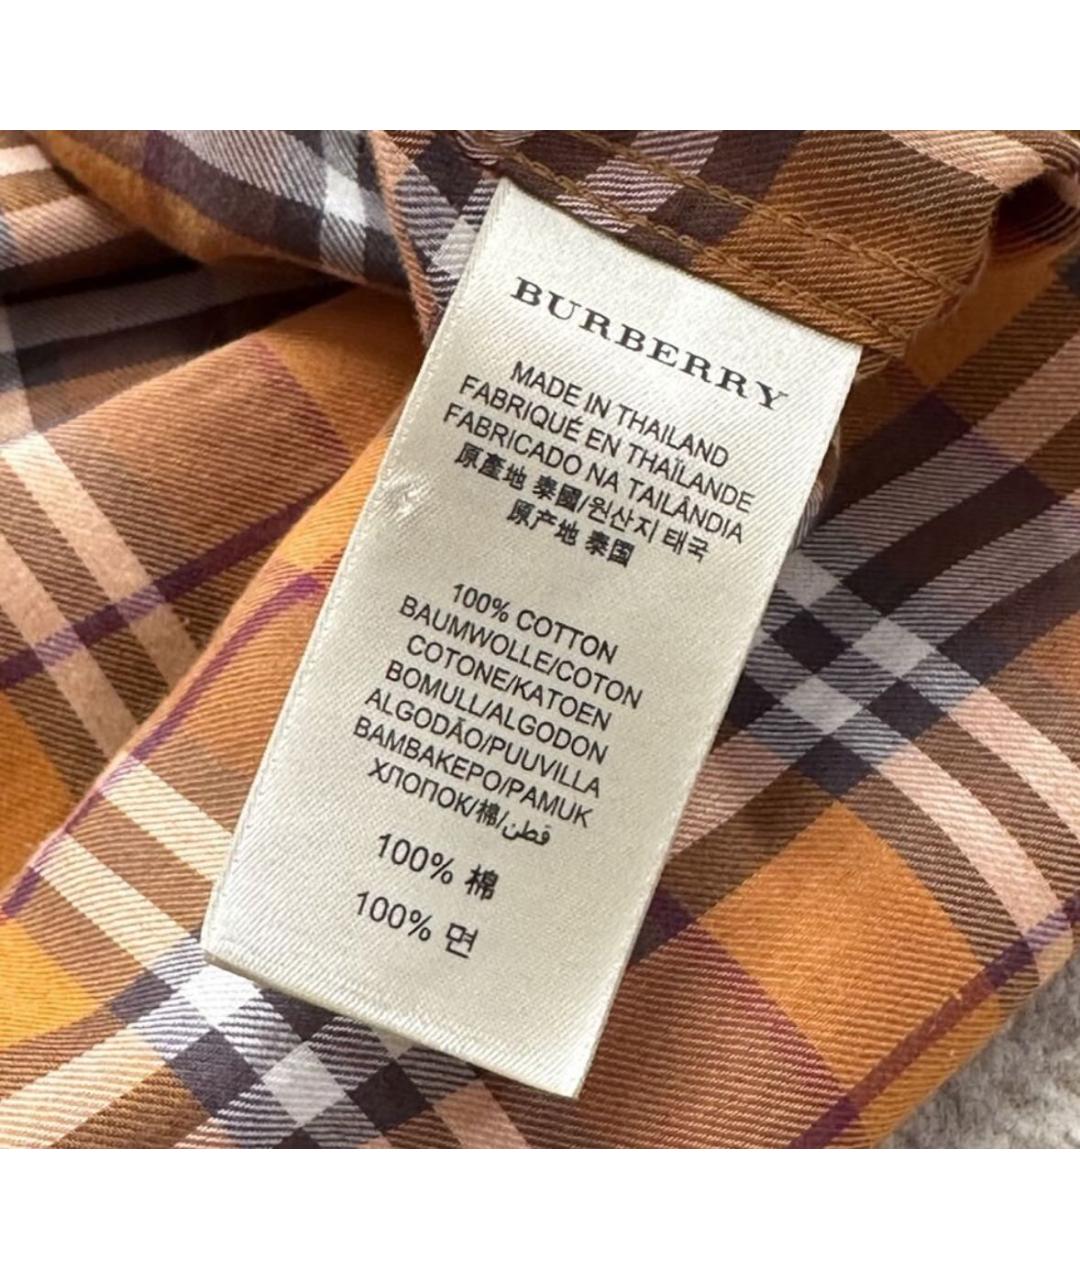 BURBERRY
MADE IN THAILAND
FABRIQUÉ EN THAÏLANDE
FABRICADO NA TAILÂNDIA
原產地 泰國/원산지 태국
原产地 泰国
100% COTTON
BAUMWOLLE/COTON
COTONE/KATOEN
BOMULL/ALGODON
ALGODÃO/PUUVILLA
ΒΑΜΒΑΚΕΡΟ/PAMUK
ХЛОПОК/棉/قطن
100% 棉
100% 면